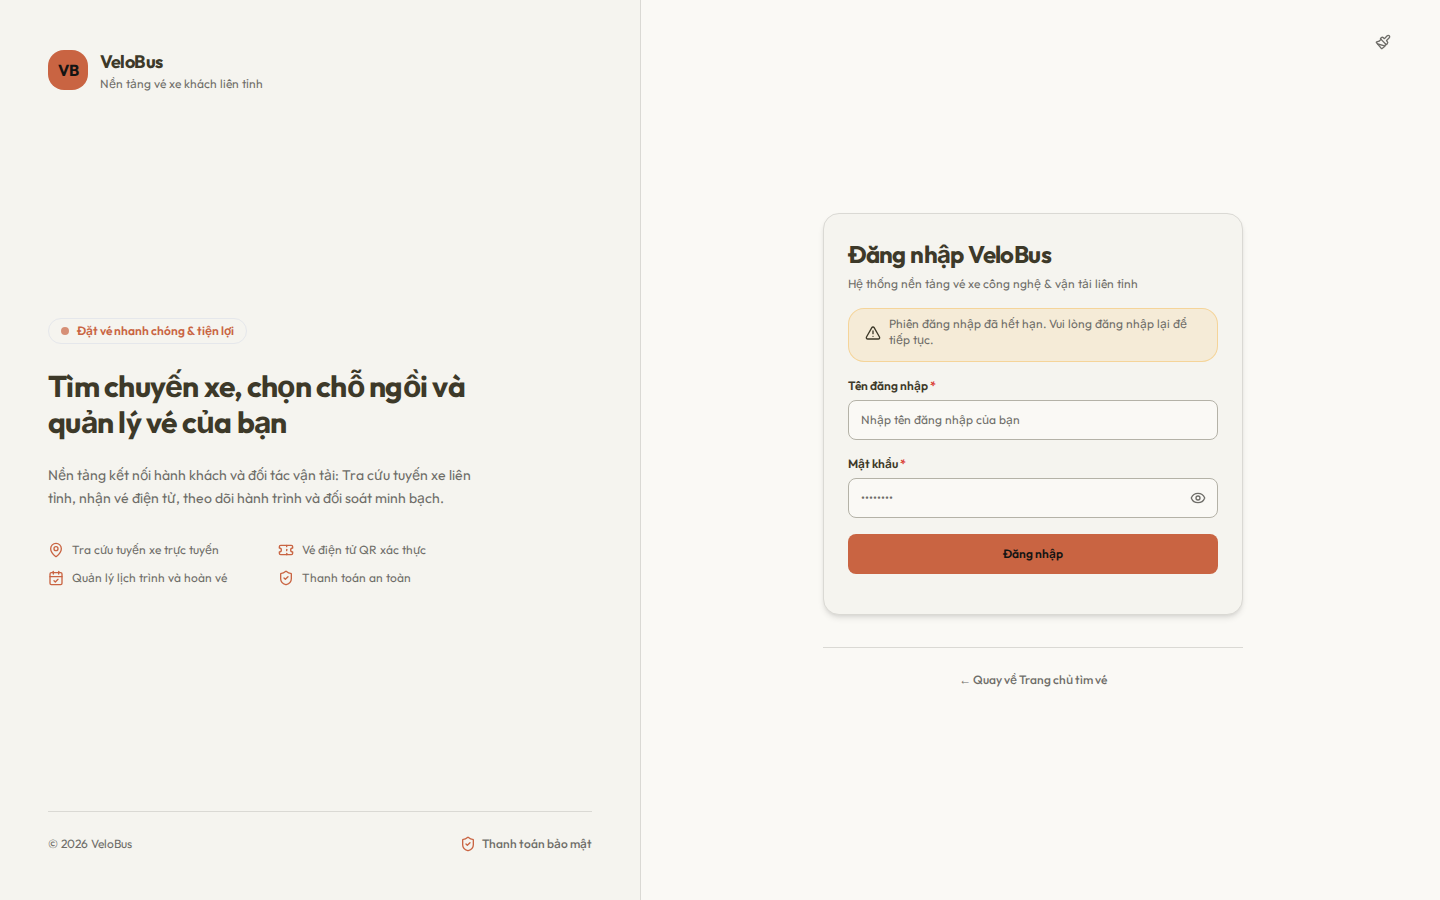 VB
VeloBus
Nền tảng vé xe khách liên tỉnh
Đặt vé nhanh chóng & tiện lợi
Tìm chuyến xe, chọn chỗ ngồi và
quản lý vé của bạn
Nền tảng kết nối hành khách và đối tác vận tải: Tra cứu tuyến xe liên
tỉnh, nhận vé điện tử, theo dõi hành trình và đối soát minh bạch.
Tra cứu tuyến xe trực tuyến
Vé điện tử QR xác thực
Quản lý lịch trình và hoàn vé
Thanh toán an toàn
© 2026 VeloBus
Thanh toán bảo mật
Đăng nhập VeloBus
Hệ thống nền tảng vé xe công nghệ & vận tải liên tỉnh
Phiên đăng nhập đã hết hạn. Vui lòng đăng nhập lại để
tiếp tục.
Tên đăng nhập *
Nhập tên đăng nhập của bạn
Mật khẩu *
••••••••
Đăng nhập
← Quay về Trang chủ tìm vé